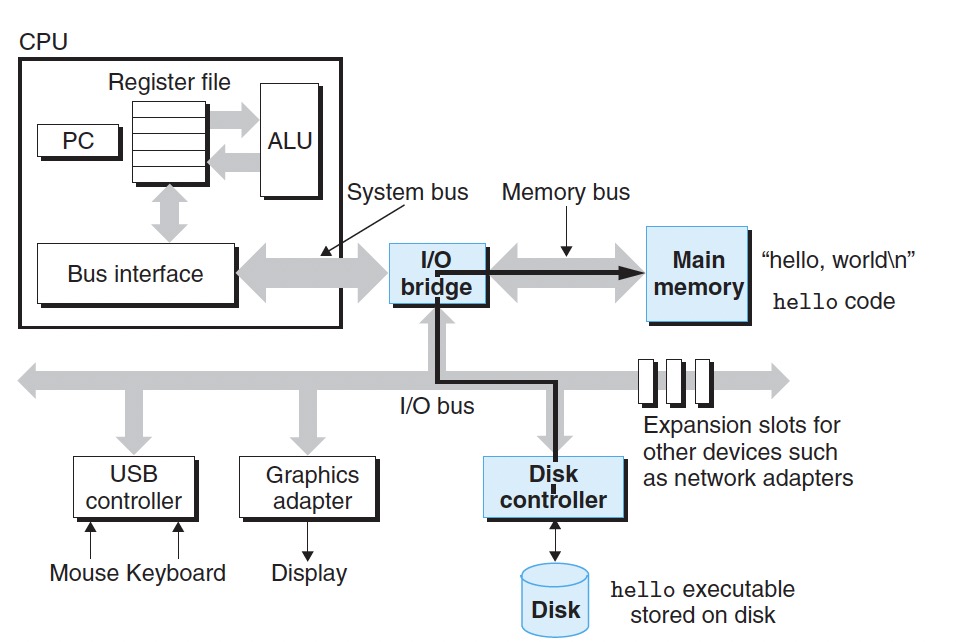 CPU
Register file
PC
ALU
System bus
Memory bus
Bus interface
I/O
bridge
Main
memory
“hello, world\n”
hello code
I/O bus
Expansion slots for
other devices such
as network adapters
USB
controller
Graphics
adapter
Disk
controller
Mouse Keyboard
Display
Disk
hello executable
stored on disk